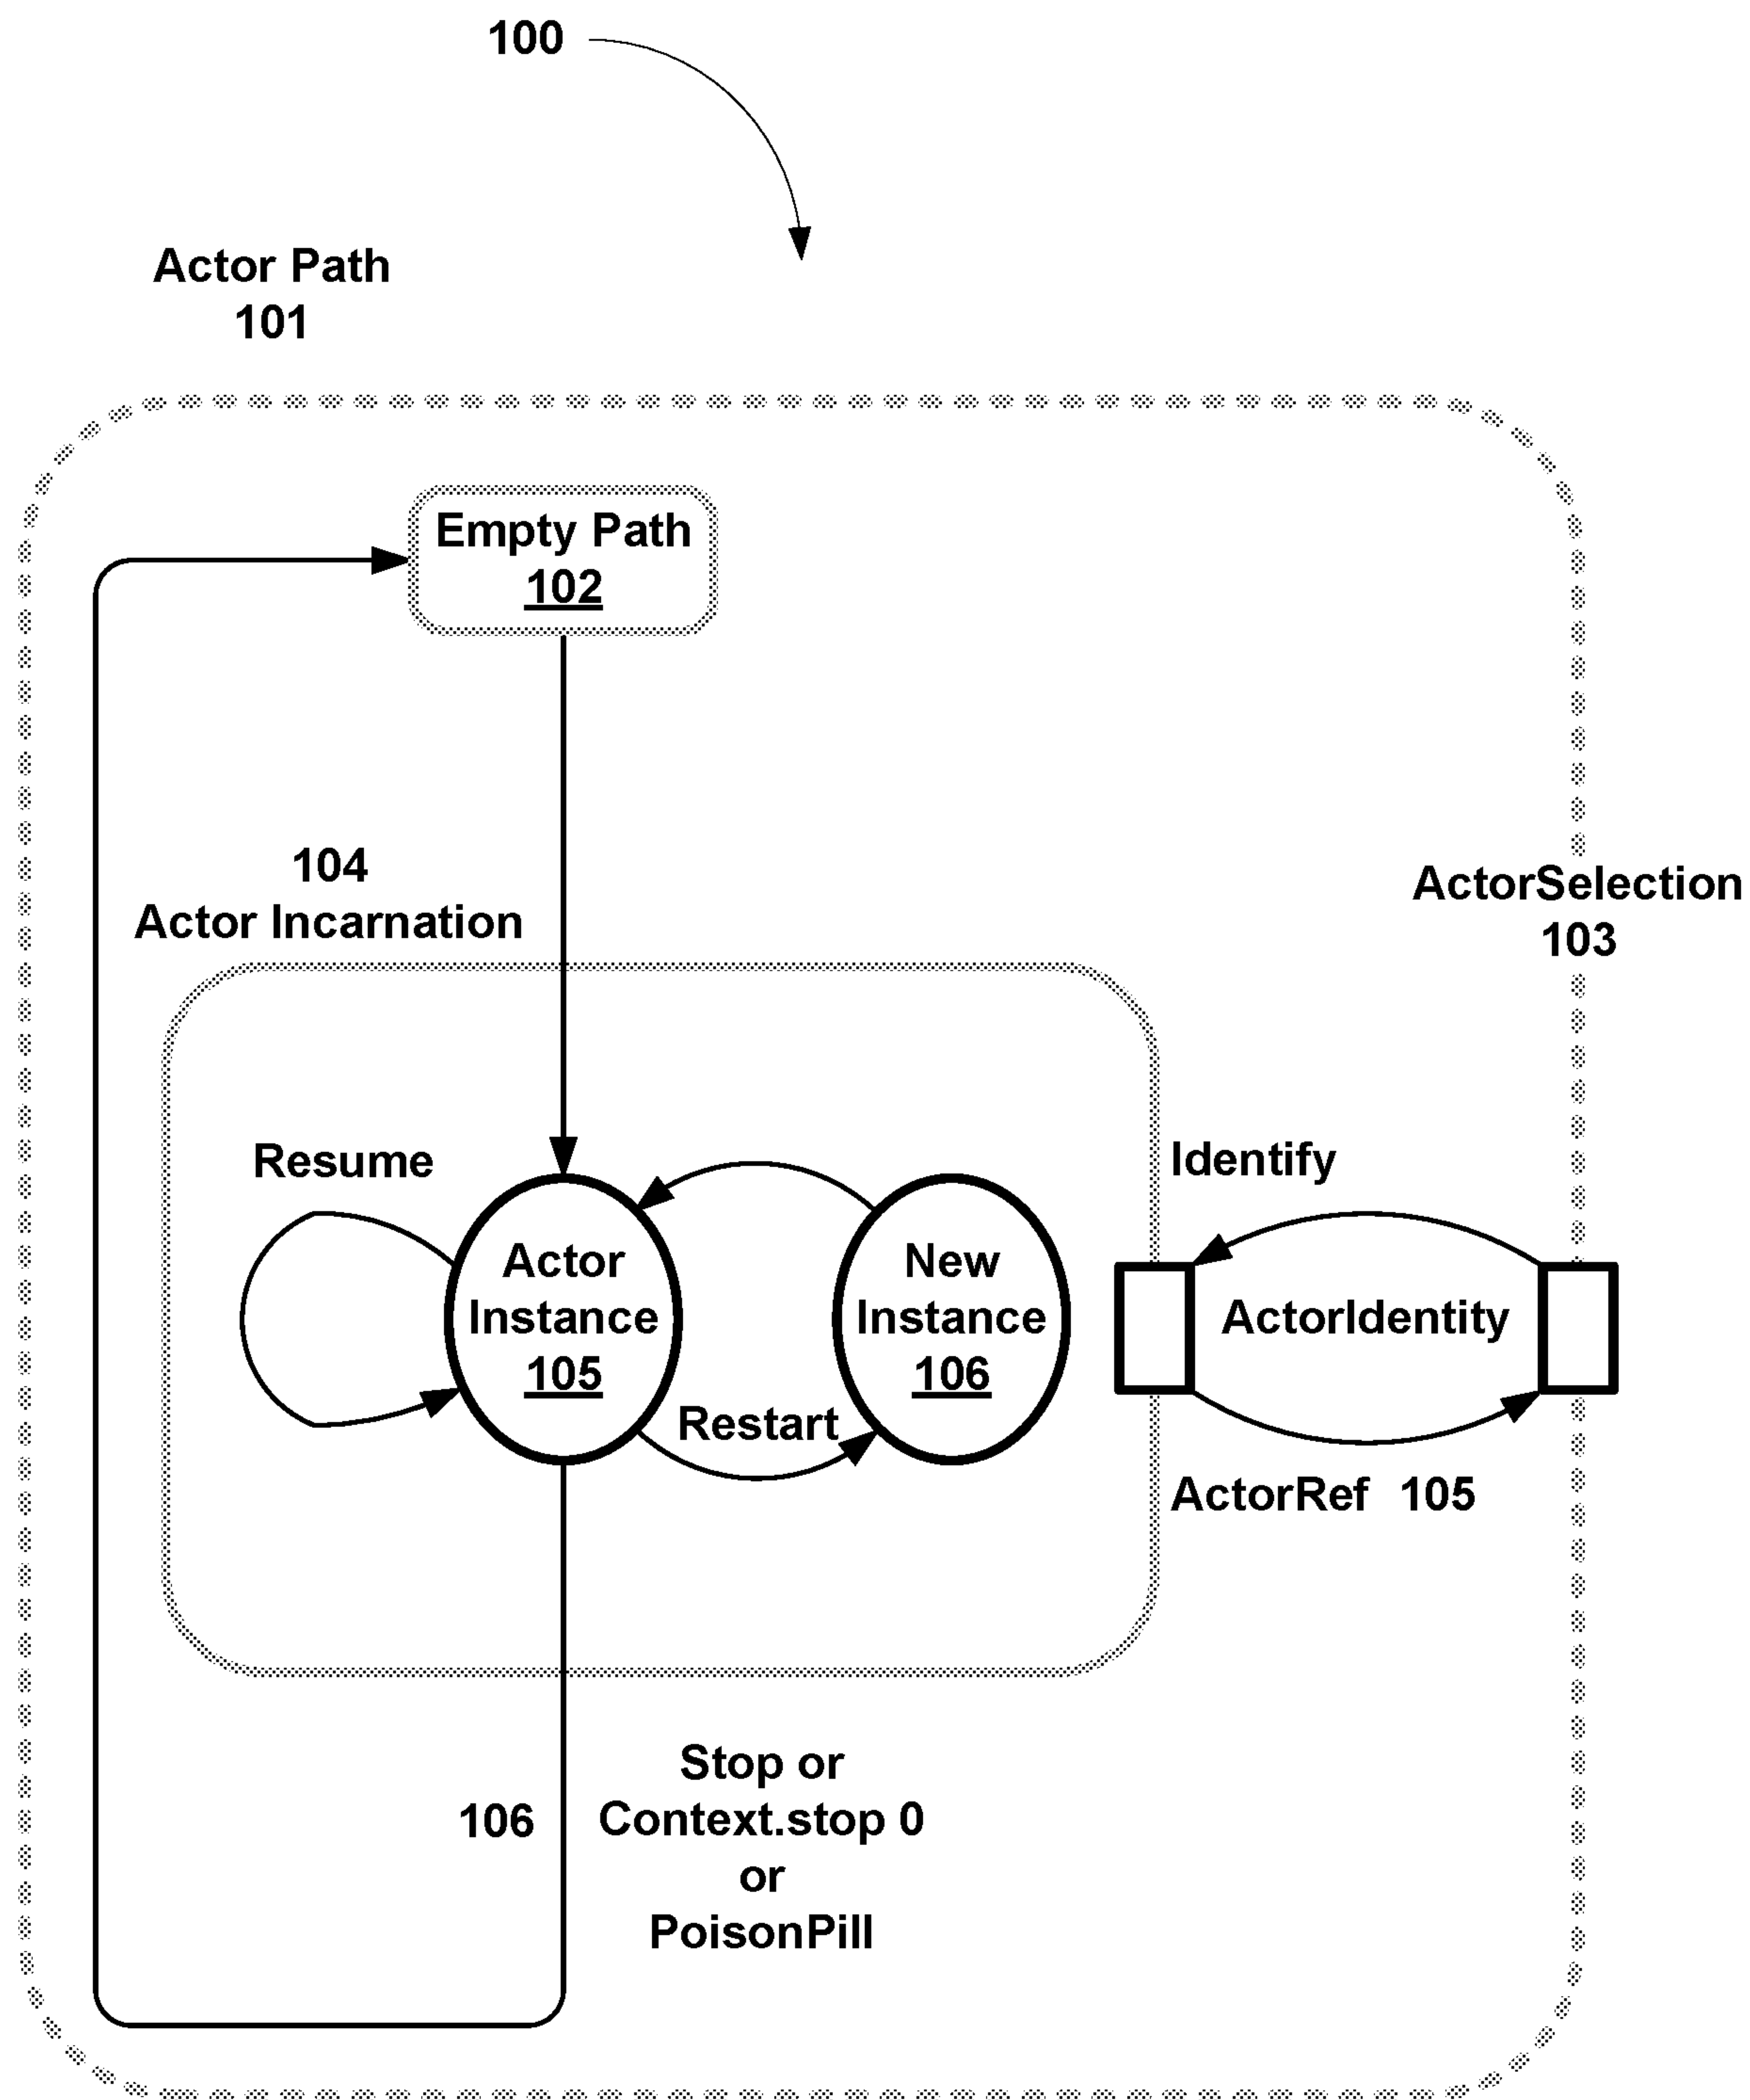 100
Actor Path
101
Empty Path
102
104
Actor Incarnation
ActorSelection
103
Resume
Identify
Actor
Instance
105
New
Instance
106
ActorIdentity
Restart
ActorRef 105
106
Stop or
Context.stop 0
or
PoisonPill